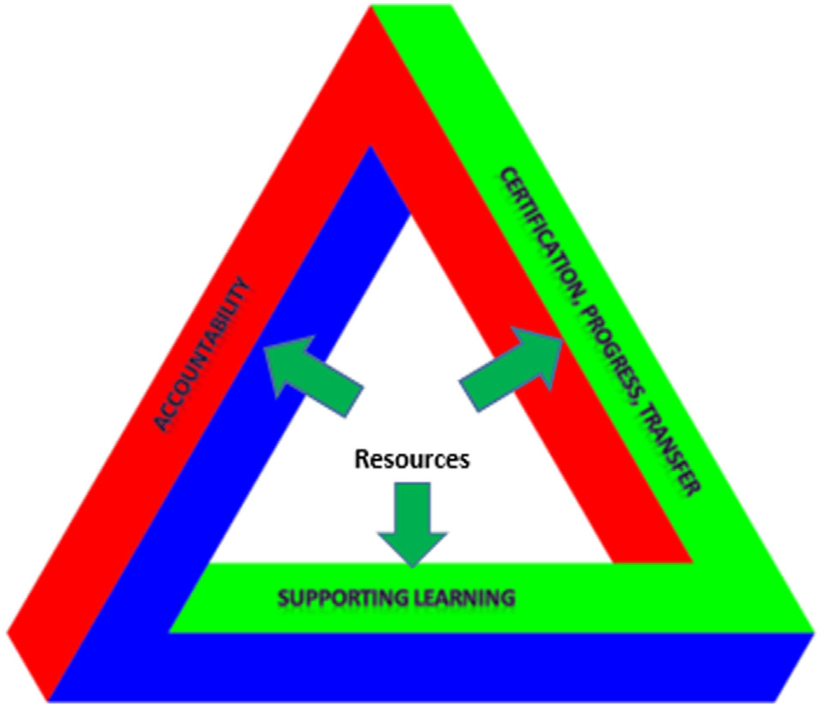 CERTIFICATION, PROGRESS, TRANSFER
ACCOUNTABILITY
Resources
SUPPORTING LEARNING